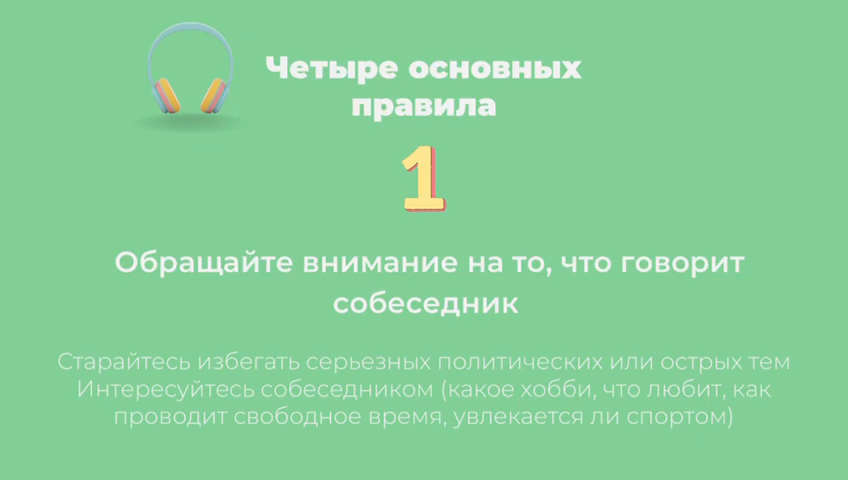 Четыре основных
правила
1
Обращайте внимание на то, что говорит
собеседник
Старайтесь избегать серьезных политических или острых тем
Интересуйтесь собеседником (какое хобби, что любит, как
проводит свободное время, увлекается ли спортом)